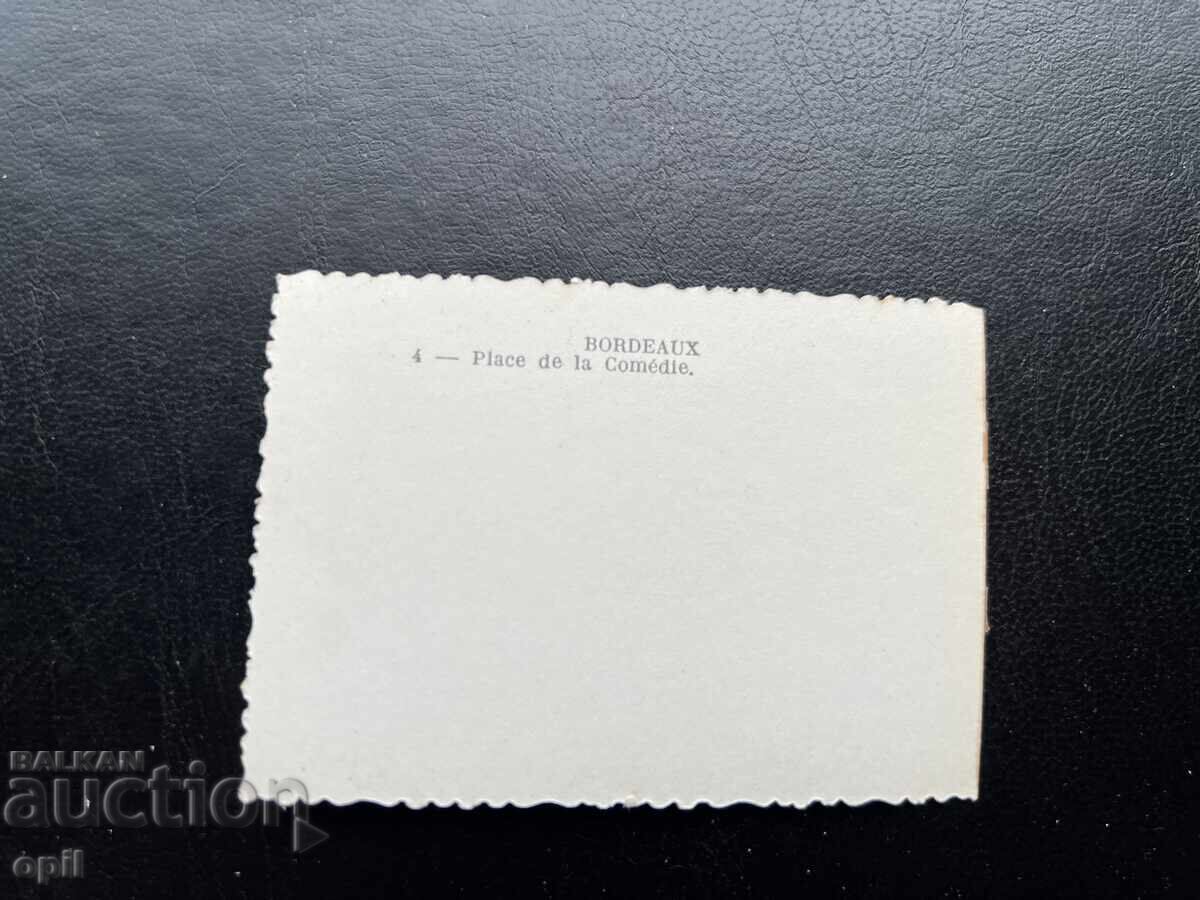 BORDEAUX
4 — Place de la Comédie.
BALKAN
auction
opil